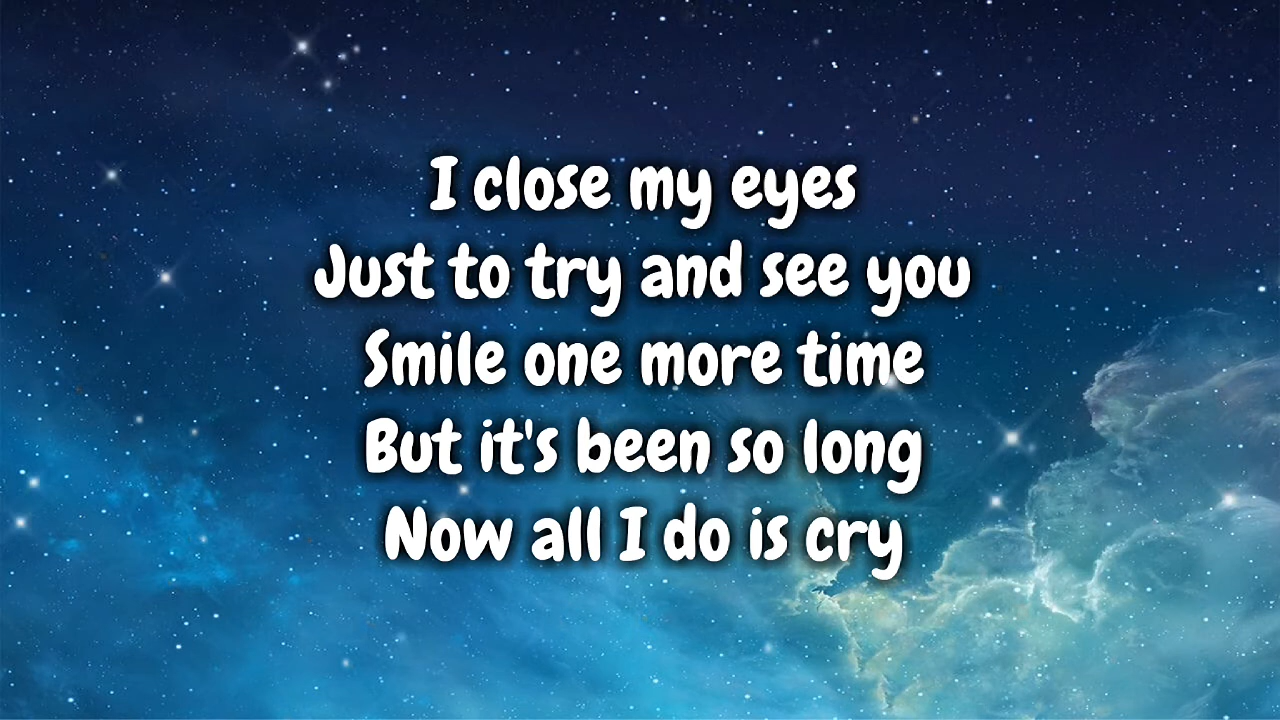 I close my eyes
Just to try and see you
Smile one more time
But it's been so long
Now all I do is cry